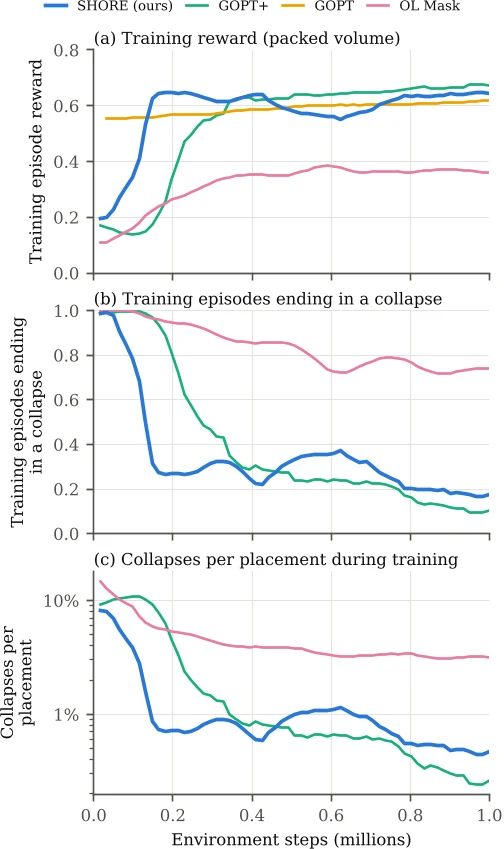 SHORE (ours) GOPT+ GOPT OL Mask
(a) Training reward (packed volume)
Training episode reward
0.8
0.6
0.4
0.2
0.0
(b) Training episodes ending in a collapse
Training episodes ending
in a collapse
1.0
0.8
0.6
0.4
0.2
0.0
(c) Collapses per placement during training
Collapses per
placement
10%
1%
0.0 0.2 0.4 0.6 0.8 1.0
Environment steps (millions)